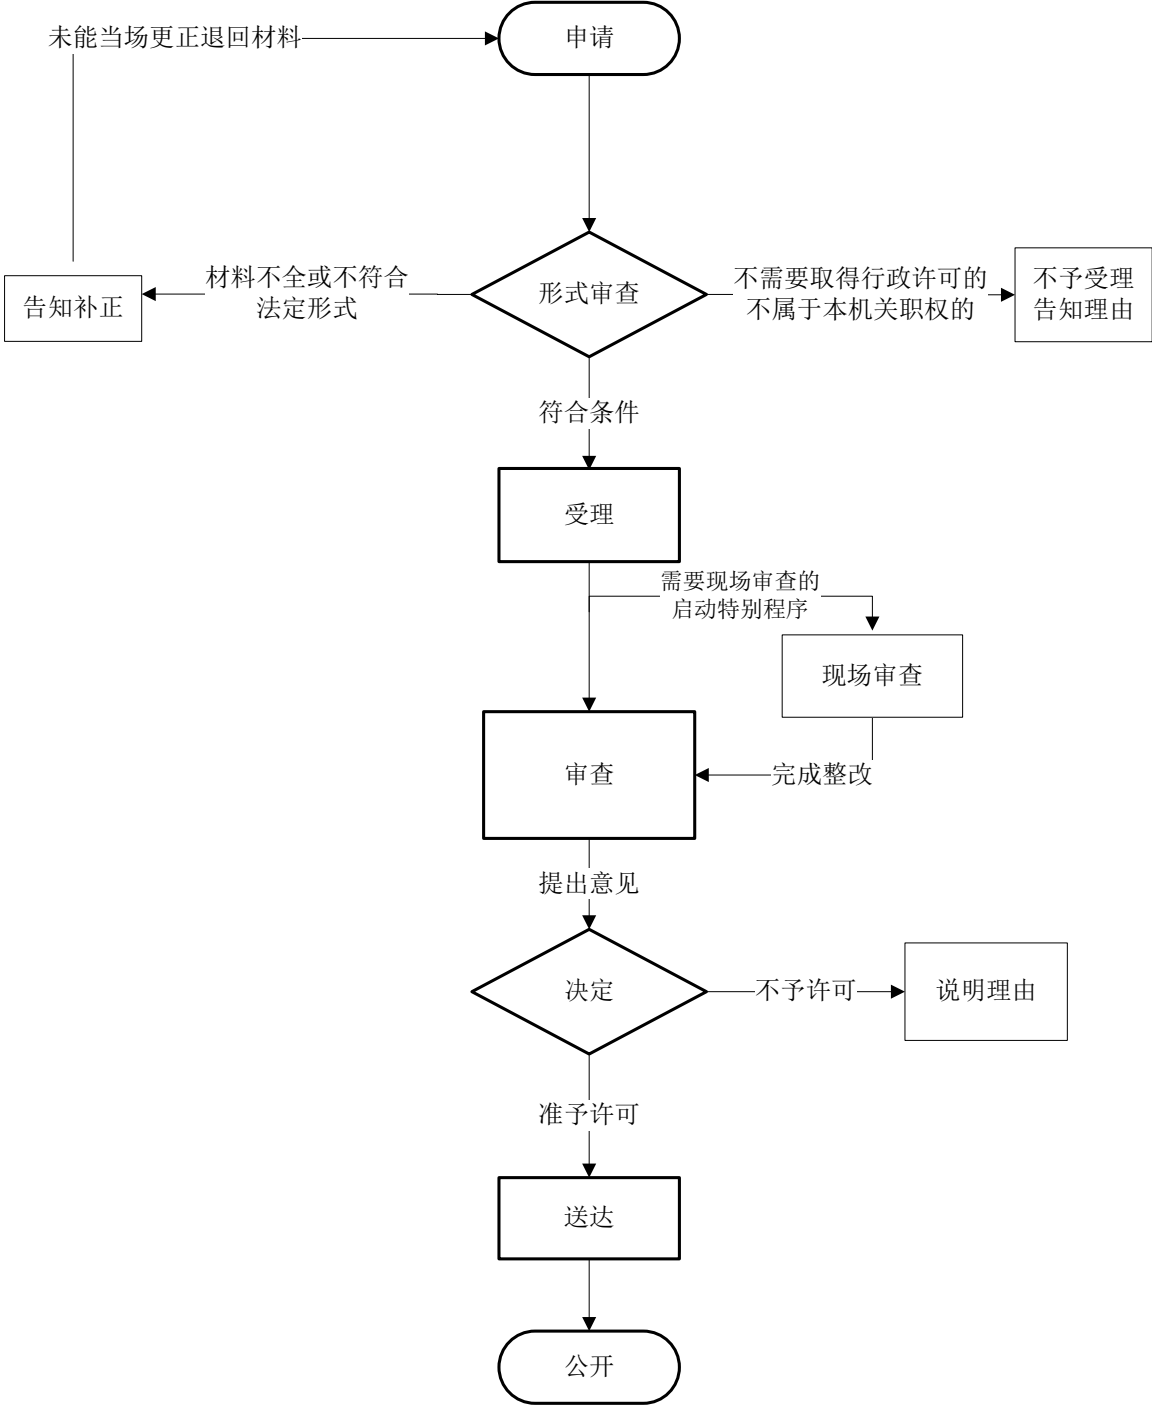 未能当场更正退回材料
申请
材料不全或不符合
法定形式
告知补正
形式审查
不需要取得行政许可的
不属于本机关职权的
不予受理
告知理由
符合条件
受理
需要现场审查的
启动特别程序
现场审查
审查
完成整改
提出意见
决定
不予许可
说明理由
准予许可
送达
公开